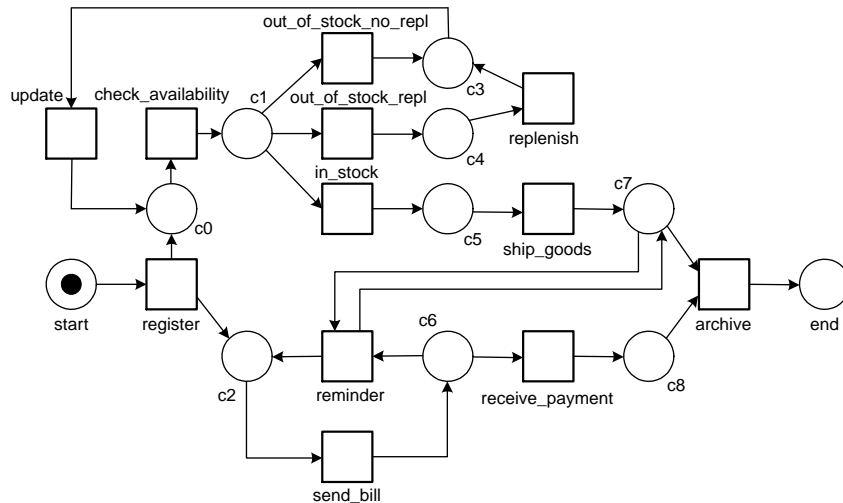 out_of_stock_no_repl
update
check_availability
c1
out_of_stock_repl
c3
replenish
c4
in_stock
c7
c0
c5
ship_goods
start
register
c6
archive
end
c2
reminder
receive_payment
c8
send_bill